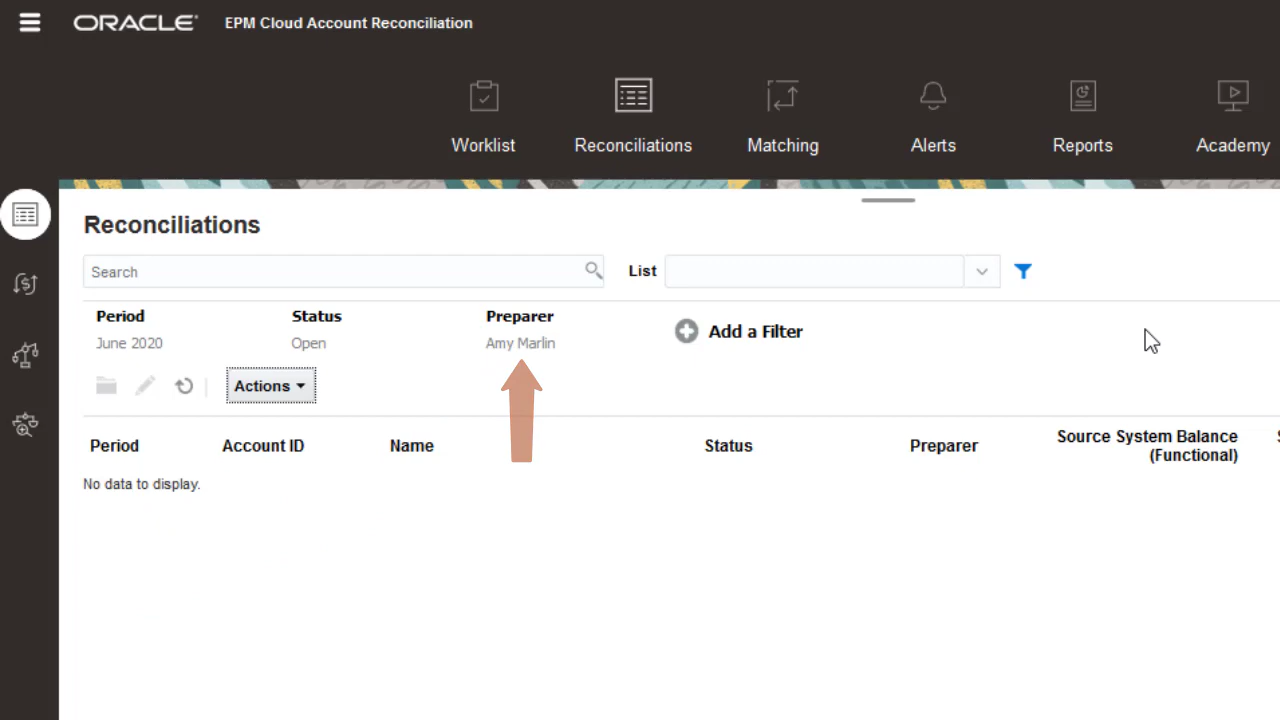 ORACLE® EPM Cloud Account Reconciliation
Worklist Reconciliations Matching Alerts Reports Academy
Reconciliations
Search List
Period Status Preparer Add a Filter
June 2020 Open Amy Marlin
Actions
Period Account ID Name Status Preparer Source System Balance
(Functional)
No data to display.